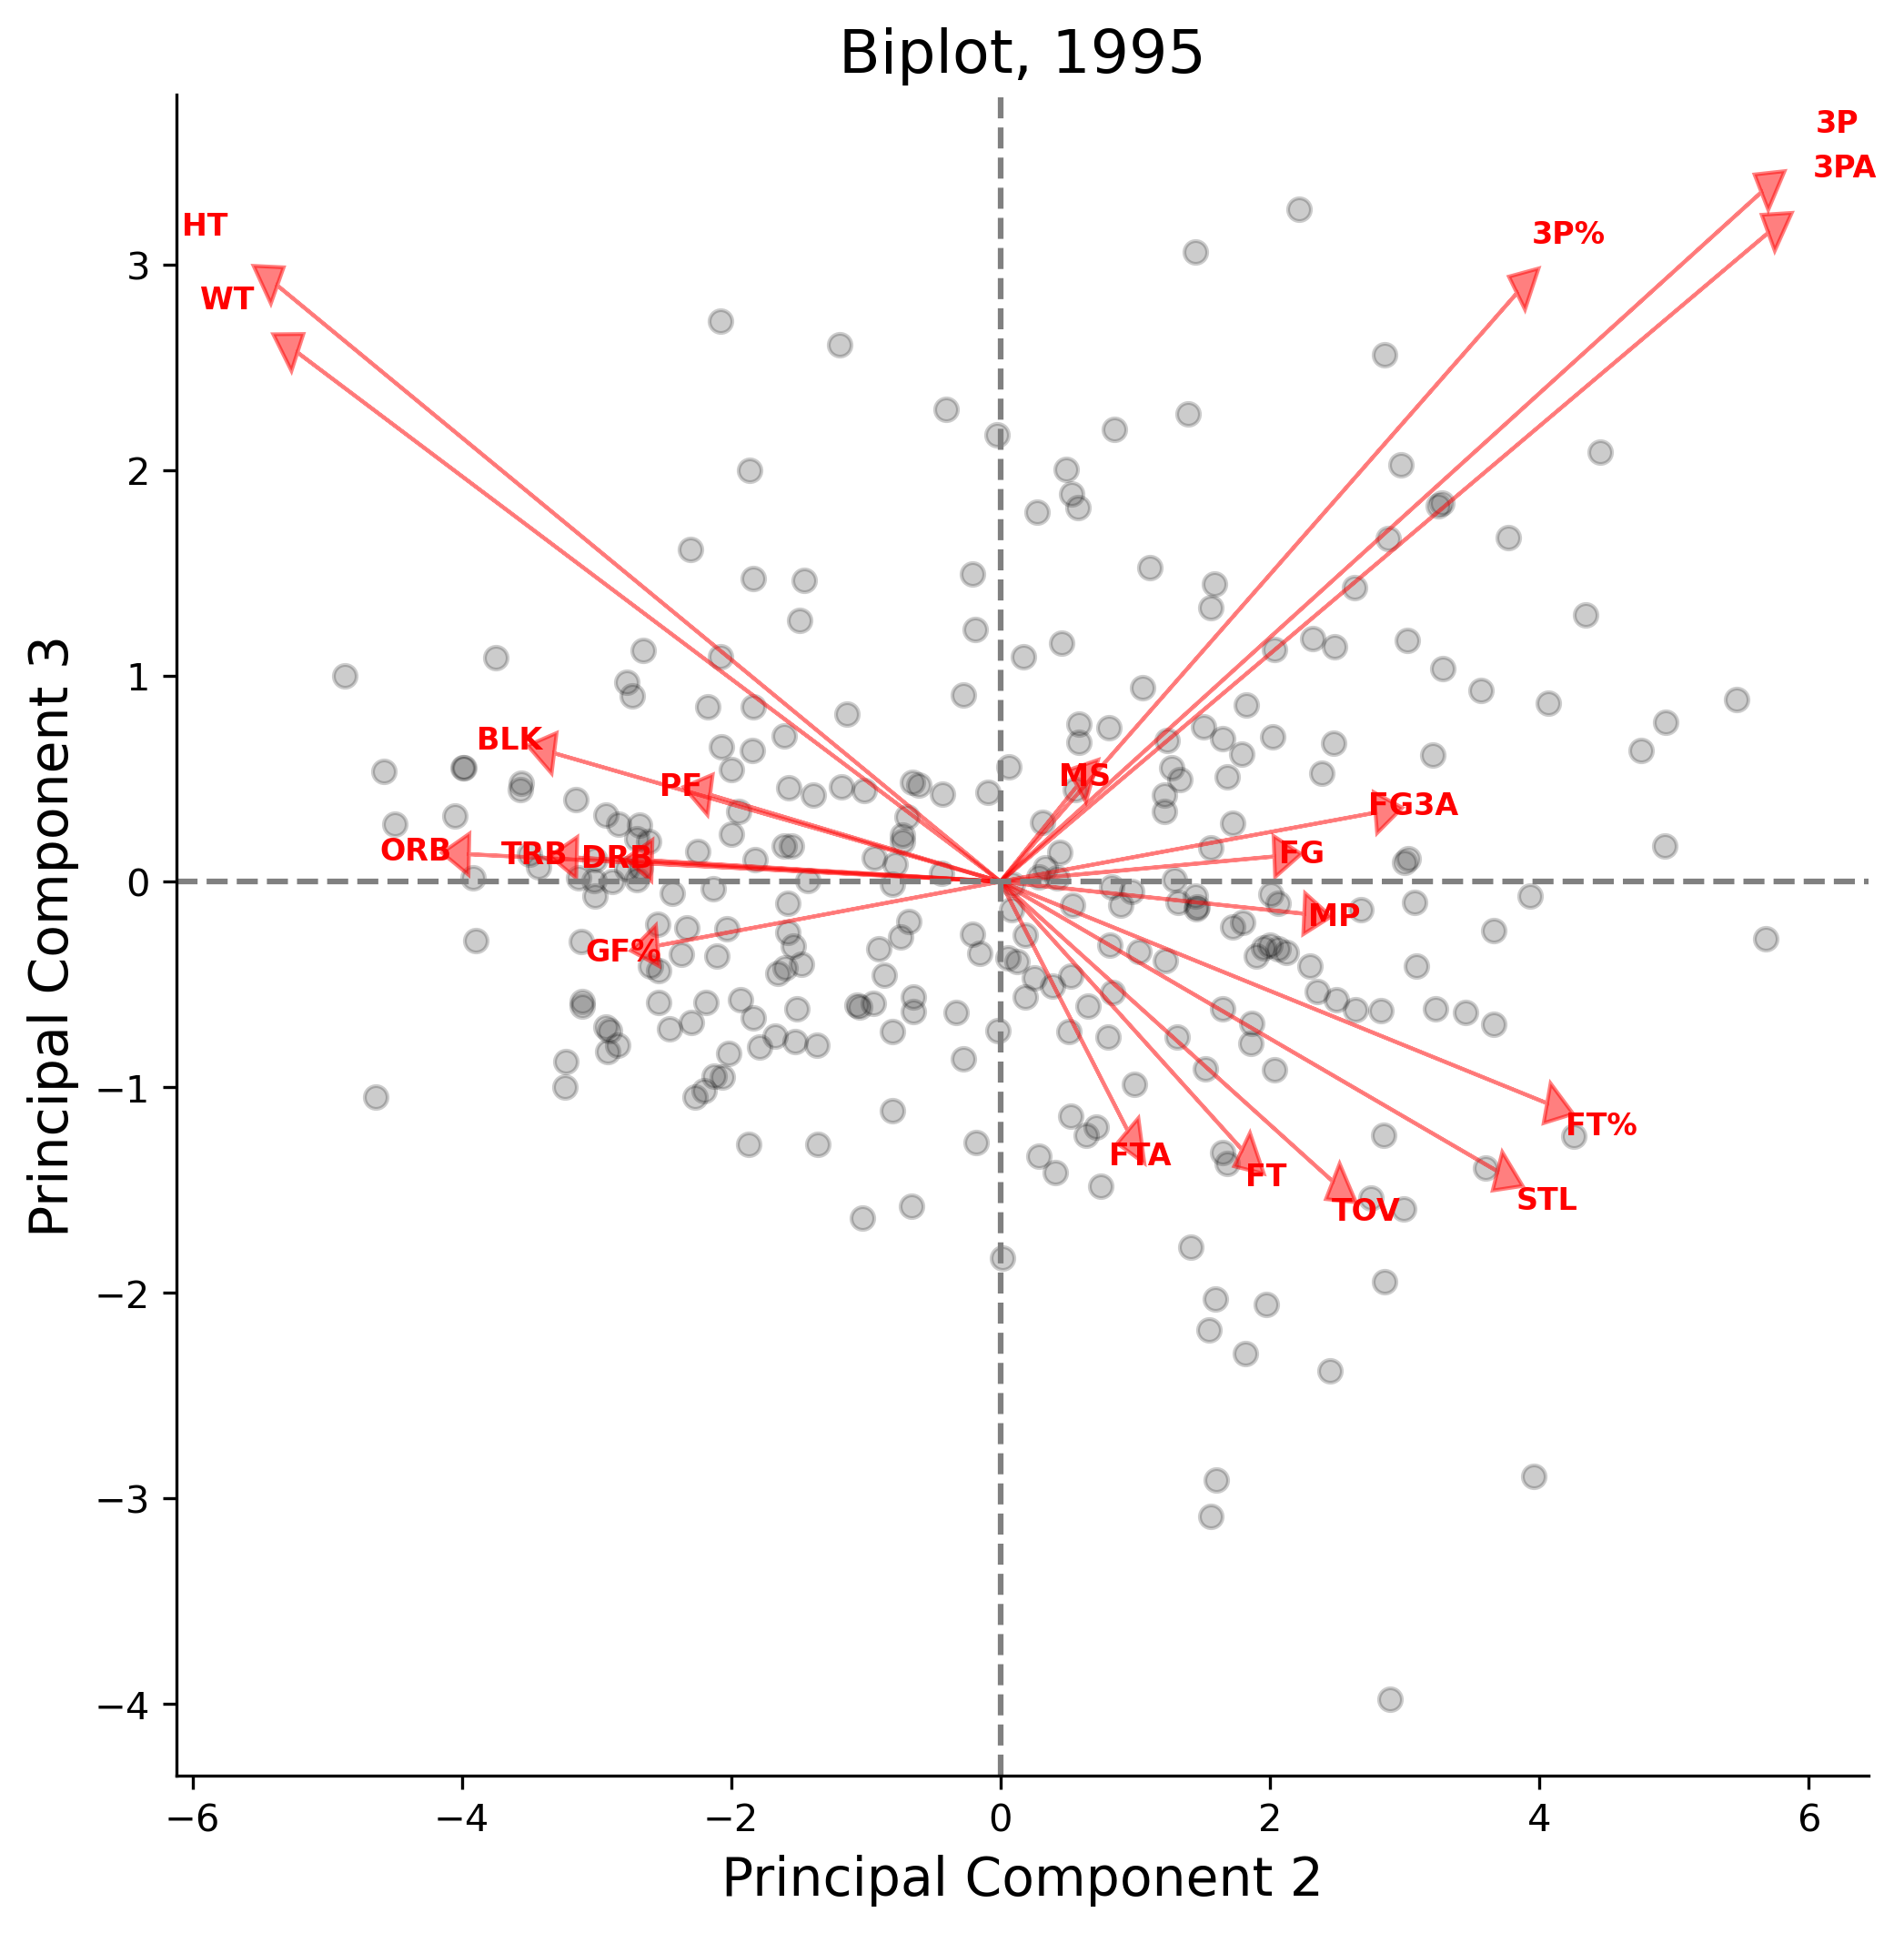 Biplot, 1995
3P
3PA
HT
3P%
WT
BLK
MS
PF
FG3A
ORB
TRB
DRB
FG
MP
GF%
FT%
FTA
FT
STL
TOV
3
2
1
0
−1
−2
−3
−4
Principal Component 3
−6
−4
−2
0
2
4
6
Principal Component 2